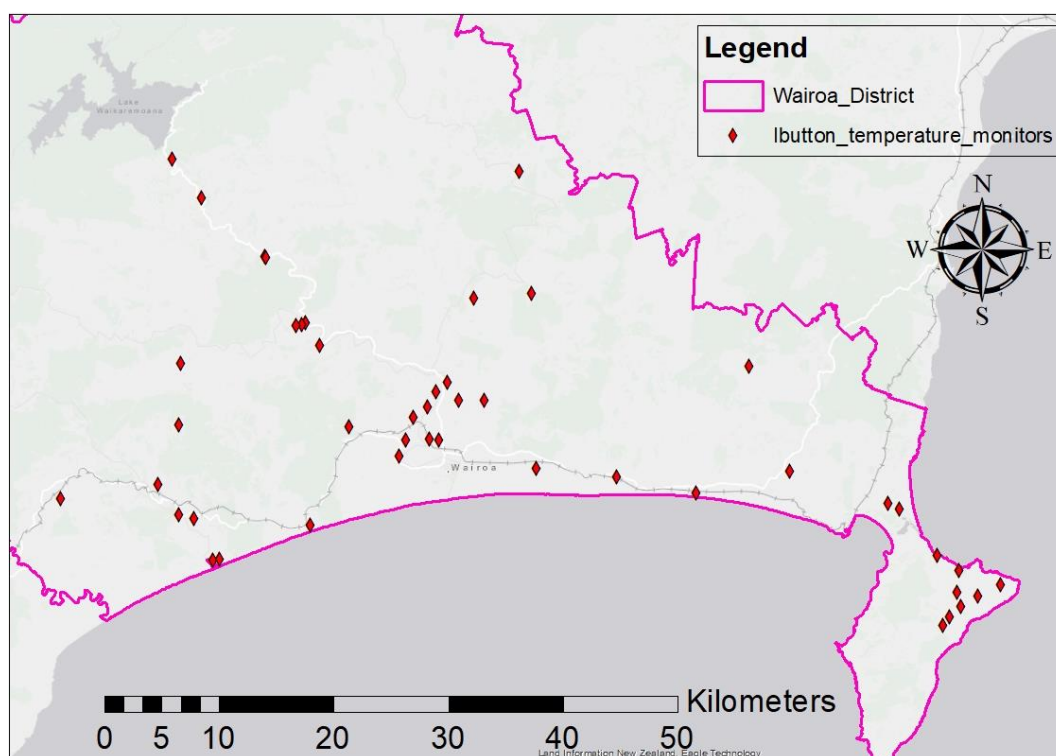 Legend
Wairoa_District
Ibutton_temperature_monitors
Lake
Waikaremoana
N
W E
S
Wairoa
Kilometers
0 5 10 20 30 40 50
Land Information New Zealand, Eagle Technology